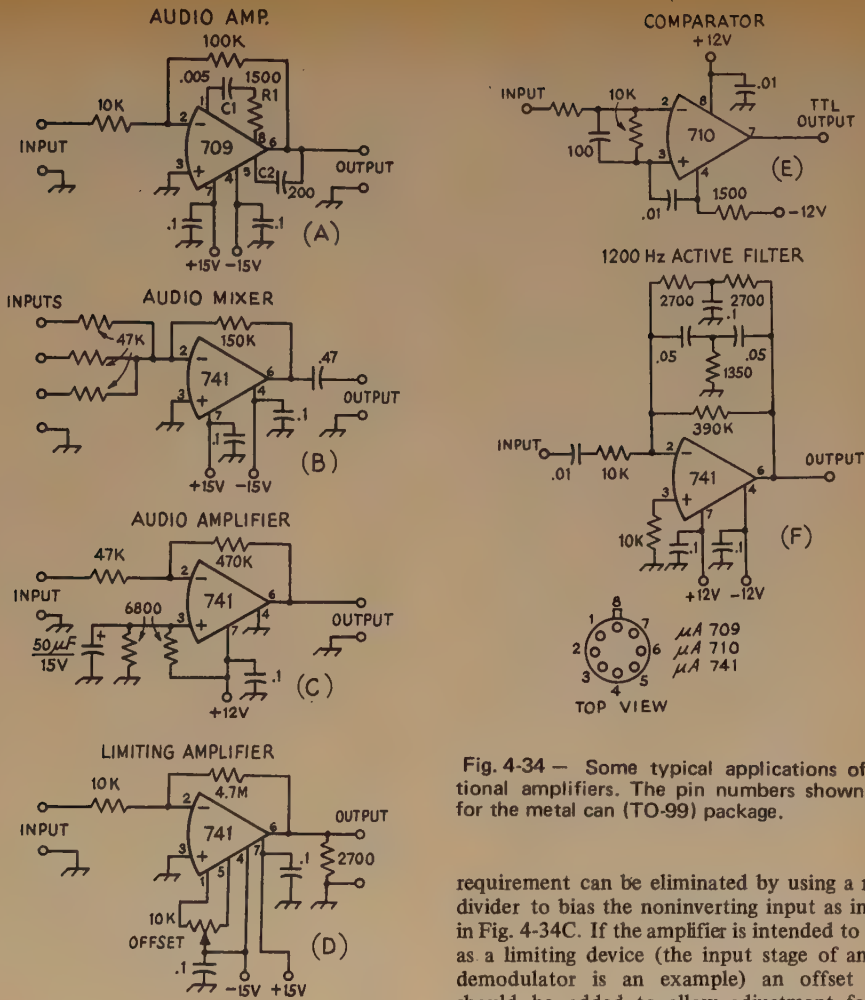 AUDIO AMP.
100K
.005
1500
C1
R1
10K
1
8
2
−
6
709
3
+
7
4
5
C2
200
INPUT
OUTPUT
.1
.1
+15V
−15V
(A)
AUDIO MIXER
INPUTS
47K
150K
2
−
6
.47
741
3
+
7
4
OUTPUT
.1
.1
+15V
−15V
(B)
AUDIO AMPLIFIER
47K
470K
2
−
6
741
INPUT
6800
3
+
7
4
OUTPUT
+
50µF
15V
.1
+12V
(C)
LIMITING AMPLIFIER
10K
4.7M
2
−
6
741
OUTPUT
INPUT
3
+
1
5
4
7
.1
2700
10K
OFFSET
.1
−15V
+15V
(D)
COMPARATOR
+12V
.01
INPUT
10K
2
−
8
710
7
TTL
OUTPUT
100
3
+
4
(E)
.01
1500
−12V
1200 Hz ACTIVE FILTER
2700
2700
.1
.05
.05
1350
390K
INPUT
.01
10K
2
−
6
741
OUTPUT
3
+
7
4
10K
.1
.1
(F)
+12V
−12V
8
1
7
2
6
3
5
4
µA 709
µA 710
µA 741
TOP VIEW
Fig. 4-34 — Some typical applications of
tional amplifiers. The pin numbers shown
for the metal can (TO-99) package.
requirement can be eliminated by using a
divider to bias the noninverting input as
in Fig. 4-34C. If the amplifier is intended to
as a limiting device (the input stage of an
demodulator is an example) an offset
should be added to allow adjustment